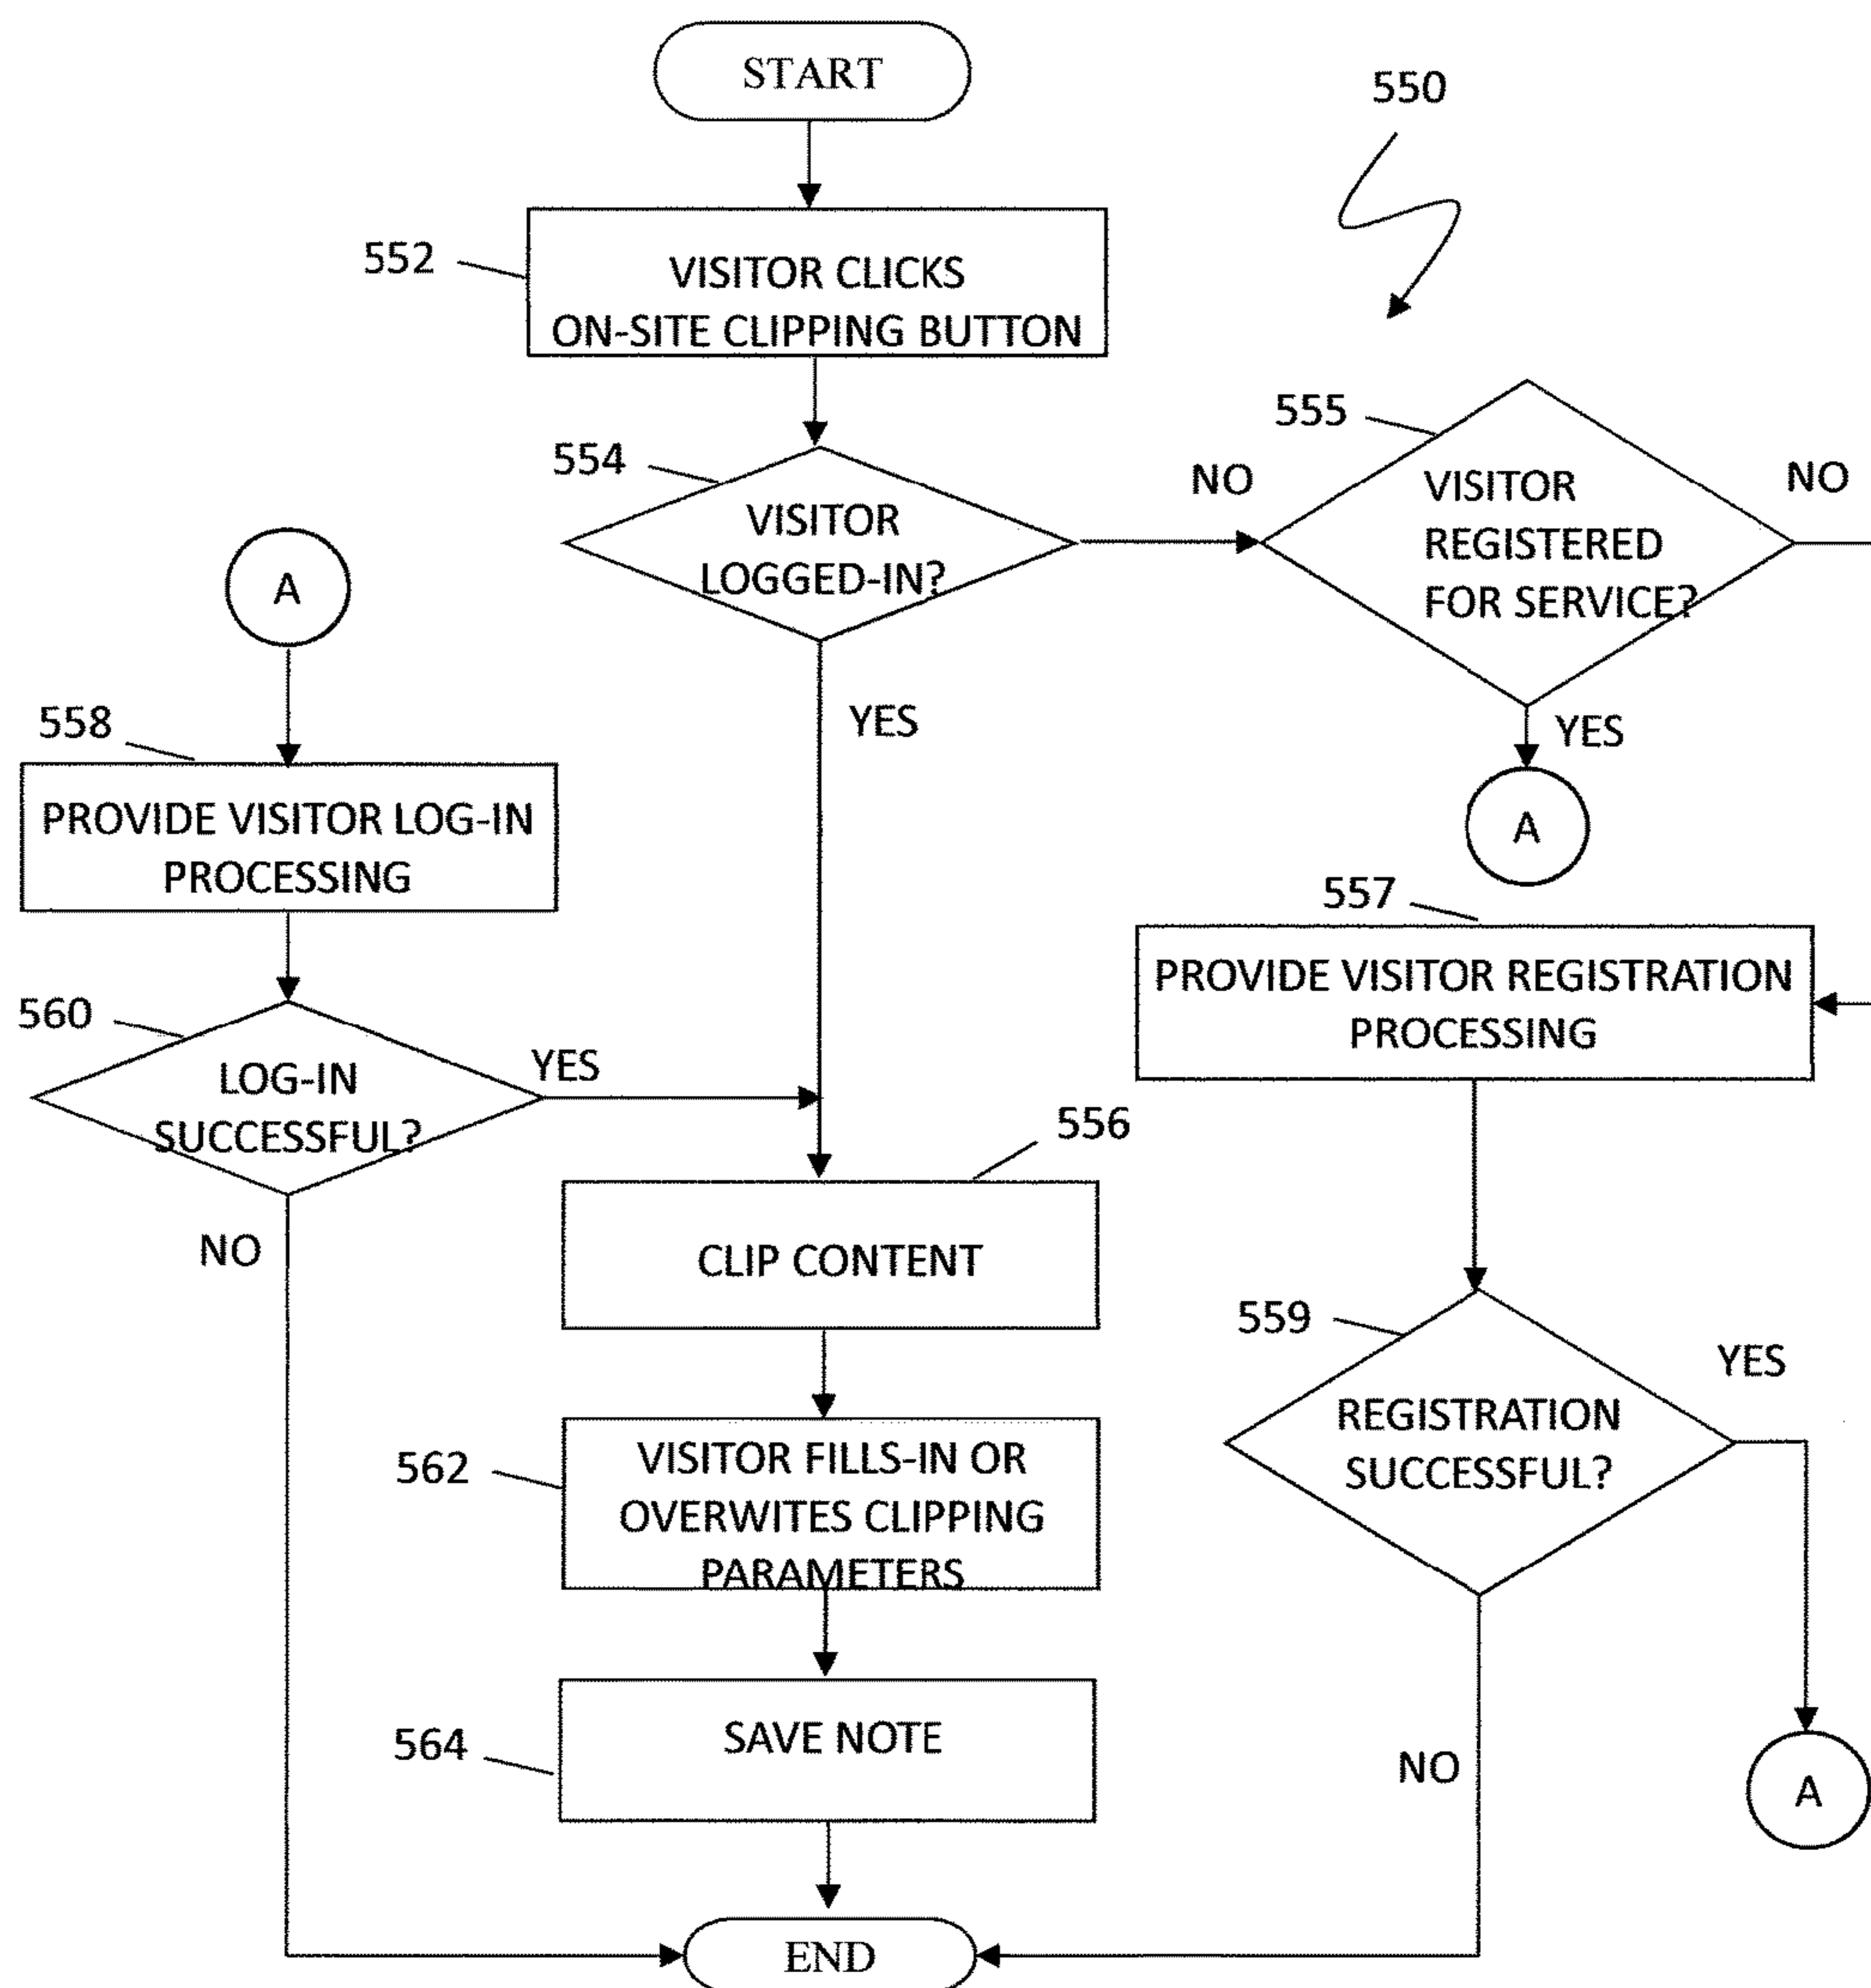 START
550
552
VISITOR CLICKS
ON-SITE CLIPPING BUTTON
554
VISITOR
LOGGED-IN?
NO
YES
555
VISITOR
REGISTERED
FOR SERVICE?
NO
YES
A
A
558
PROVIDE VISITOR LOG-IN
PROCESSING
557
PROVIDE VISITOR REGISTRATION
PROCESSING
560
LOG-IN
SUCCESSFUL?
YES
NO
556
CLIP CONTENT
559
REGISTRATION
SUCCESSFUL?
YES
NO
A
562
VISITOR FILLS-IN OR
OVERWITES CLIPPING
PARAMETERS
564
SAVE NOTE
END